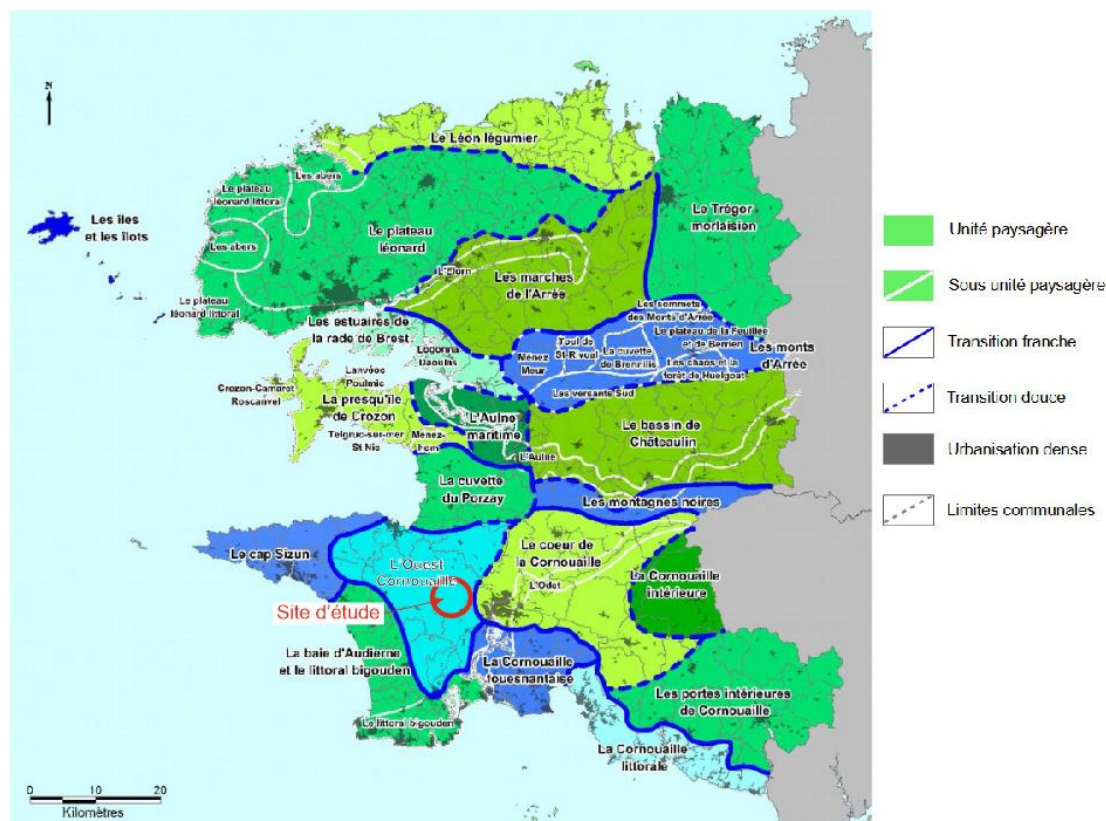 N
Le Léon légumier
Les abers
Le plateau
léonard littoral
Le Trégor
morlaisien
Les îles
et les îlots
Le plateau
léonard
Les abers
L'Elorn
Les marches
de l'Arrée
Le plateau
léonard littoral
Les estuaires de
la rade de Brest
Les sommets
des Monts d'Arrée
Le plateau de la Feuillée
et de Berrien
Toul de
St-Rivoal
La cuvette
de Brennilis
Menez
Meur
Les chaos et la
forêt de Huelgoat
Les monts
d'Arrée
Logonna
Daoulas
Les versants Sud
Lanvéoc
Poulmic
Crozon-Camaret
Roscanvel
La presqu'île
de Crozon
L'Aulne
maritime
Le bassin de
Châteaulin
Telgruc-sur-mer
St Nic
Menez-
hom
L'Aulne
La cuvette
du Porzay
Les montagnes noires
Le cap Sizun
L'Ouest
Cornouaille
Le coeur de
la Cornouaille
L'Odet
La Cornouaille
intérieure
Site d'étude
La baie d'Audierne
et le littoral bigouden
La Cornouaille
fouesnantaise
Les portes intérieures
de Cornouaille
Le littoral bigouden
La Cornouaille
littorale
0 10 20
Kilomètres
Unité paysagère
Sous unité paysagère
Transition franche
Transition douce
Urbanisation dense
Limites communales